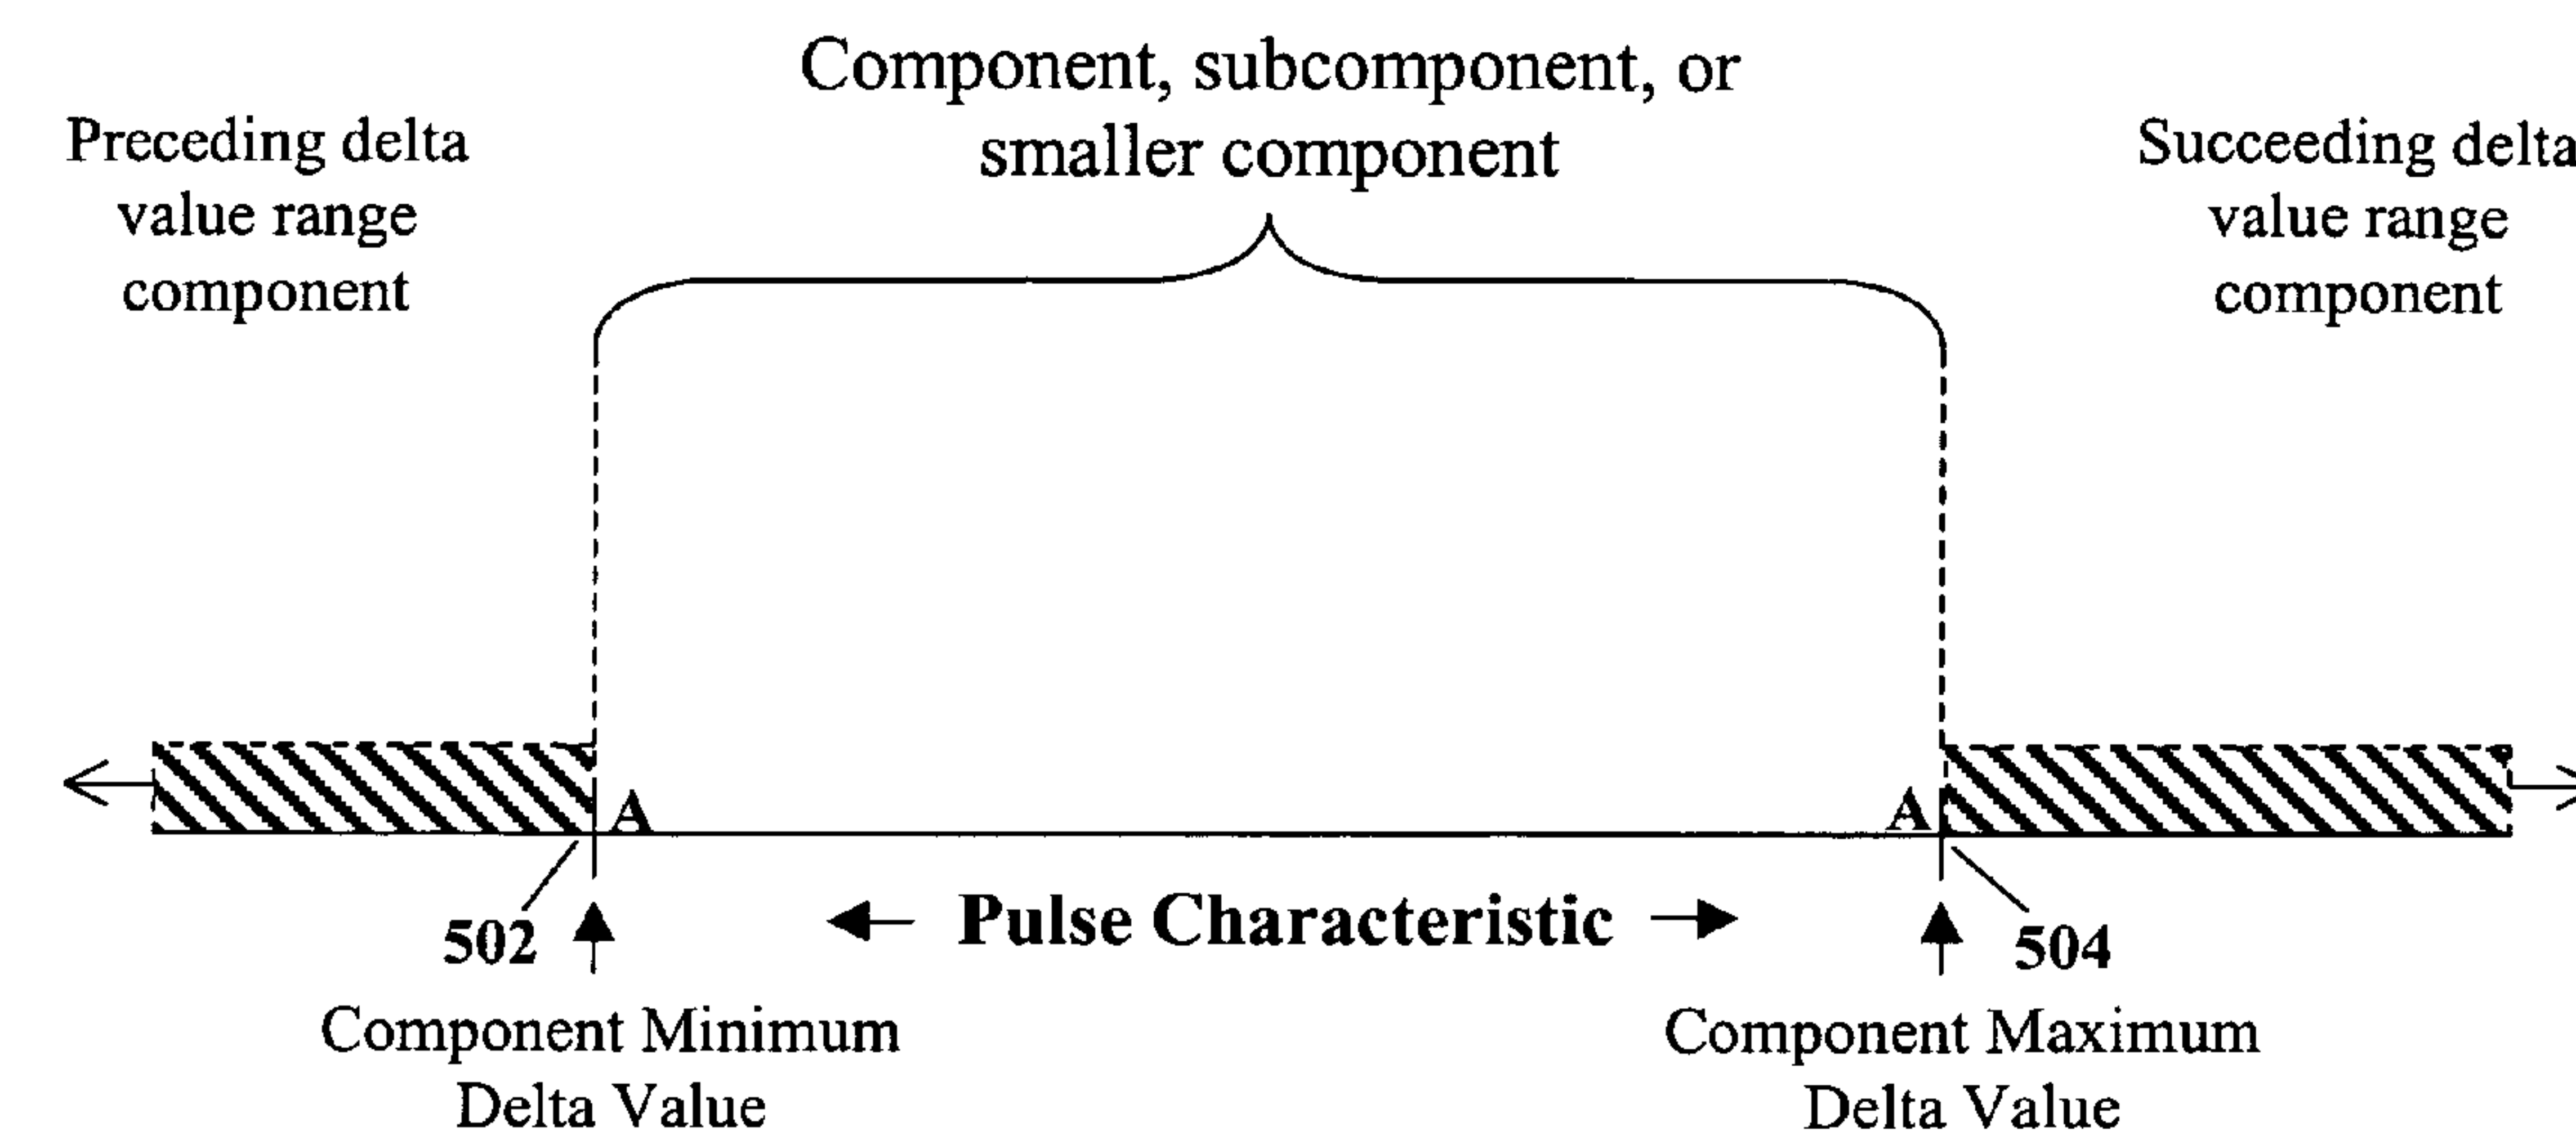 Component, subcomponent, or
smaller component
Preceding delta
value range
component
Succeeding delta
value range
component
A
A
502
Pulse Characteristic
504
Component Minimum
Delta Value
Component Maximum
Delta Value